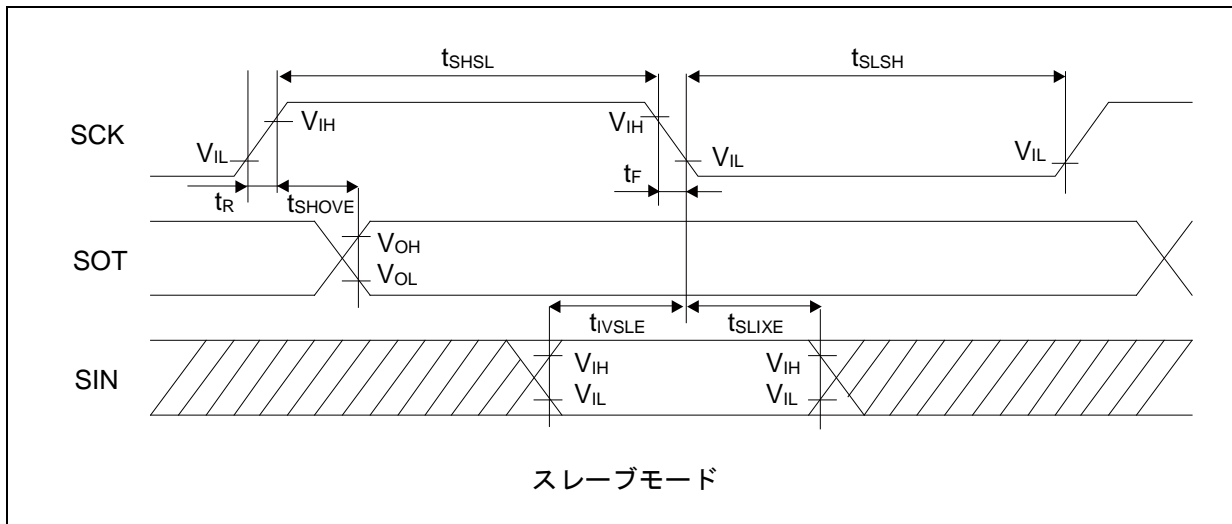 tSHSL
tSLSH
SCK
VIH
VIH
VIL
VIL
VIL
tR
tSHOVE
tF
SOT
VOH
VOL
tIVSLE
tSLIXE
SIN
VIH
VIH
VIL
VIL
スレーブモード